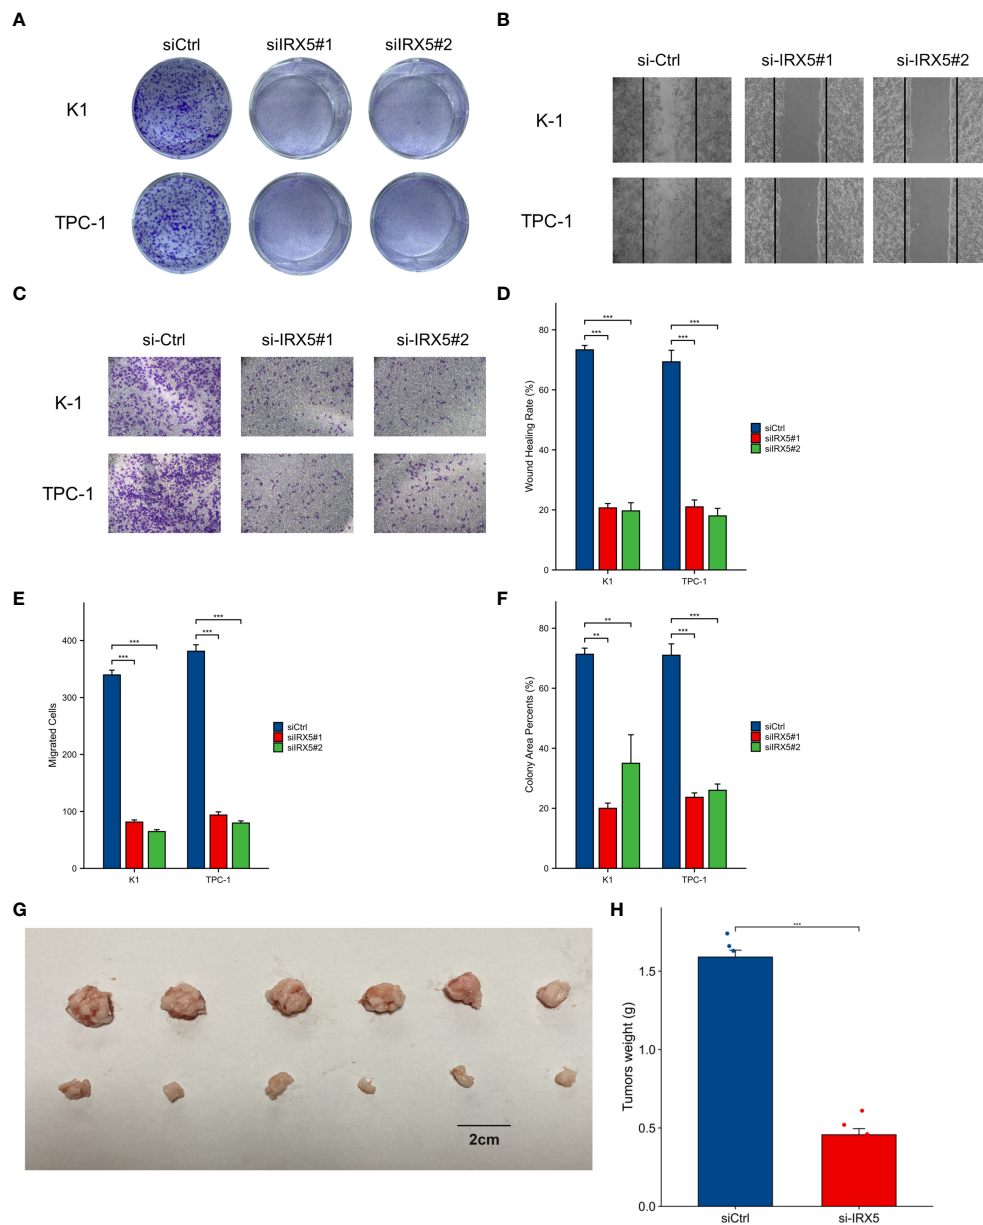 A
siCtrl siIRX5#1 siIRX5#2
K1
TPC-1
B
si-Ctrl si-IRX5#1 si-IRX5#2
K-1
TPC-1
C
si-Ctrl si-IRX5#1 si-IRX5#2
K-1
TPC-1
D
Wound Healing Rate (%)
80
60
40
20
0
*** *** *** ***
K1 TPC-1
siCtrl
siIRX5#1
siIRX5#2
E
Migrated Cells
400
300
200
100
0
*** *** *** ***
K1 TPC-1
siCtrl
siIRX5#1
siIRX5#2
F
Colony Area Percents (%)
80
60
40
20
0
** ** *** ***
K1 TPC-1
siCtrl
siIRX5#1
siIRX5#2
G
2cm
H
Tumors weight (g)
1.5
1.0
0.5
0.0
***
siCtrl si-IRX5